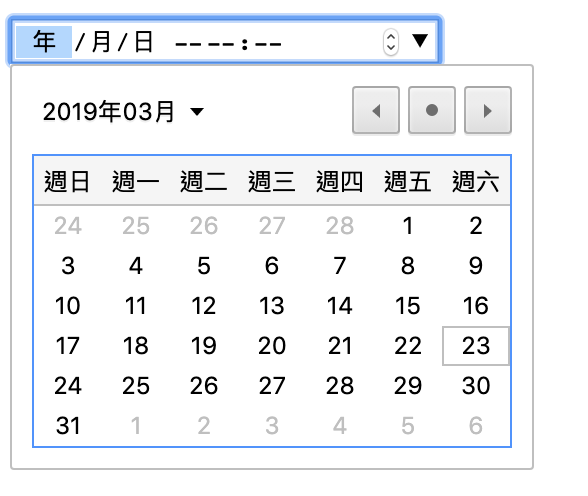 年 /月/日 ----:--
2019年03月
週日 週一 週二 週三 週四 週五 週六
24 25 26 27 28 1 2
3 4 5 6 7 8 9
10 11 12 13 14 15 16
17 18 19 20 21 22 23
24 25 26 27 28 29 30
31 1 2 3 4 5 6